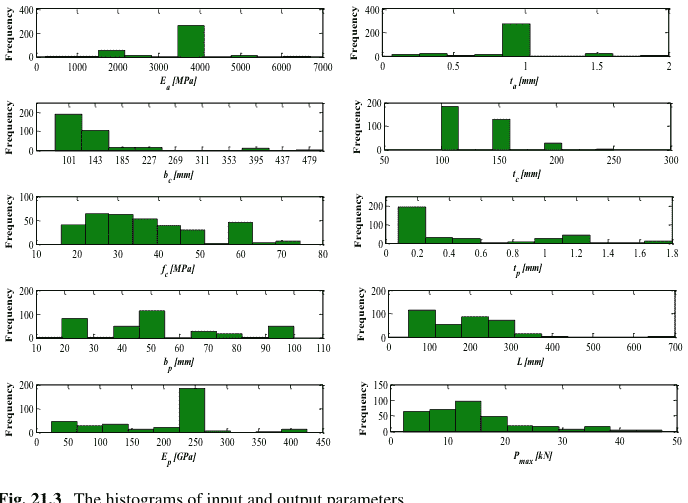 400
200
0
Frequency
0 1000 2000 3000 4000 5000 6000 7000
E_a [MPa]
400
200
0
Frequency
0 0.5 1 1.5 2
t_a [mm]
200
100
0
Frequency
101 143 185 227 269 311 353 395 437 479
b_c [mm]
200
100
0
Frequency
50 100 150 200 250 300
t_c [mm]
100
50
0
Frequency
10 20 30 40 50 60 70 80
f_c [MPa]
200
100
0
Frequency
0 0.2 0.4 0.6 0.8 1 1.2 1.4 1.6 1.8
t_p [mm]
200
100
0
Frequency
10 20 30 40 50 60 70 80 90 100 110
b_p [mm]
200
100
0
Frequency
0 100 200 300 400 500 600 700
L [mm]
200
100
0
Frequency
0 50 100 150 200 250 300 350 400 450
E_p [GPa]
150
100
50
0
Frequency
0 10 20 30 40 50
P_max [kN]
Fig. 21.3 The histograms of input and output parameters